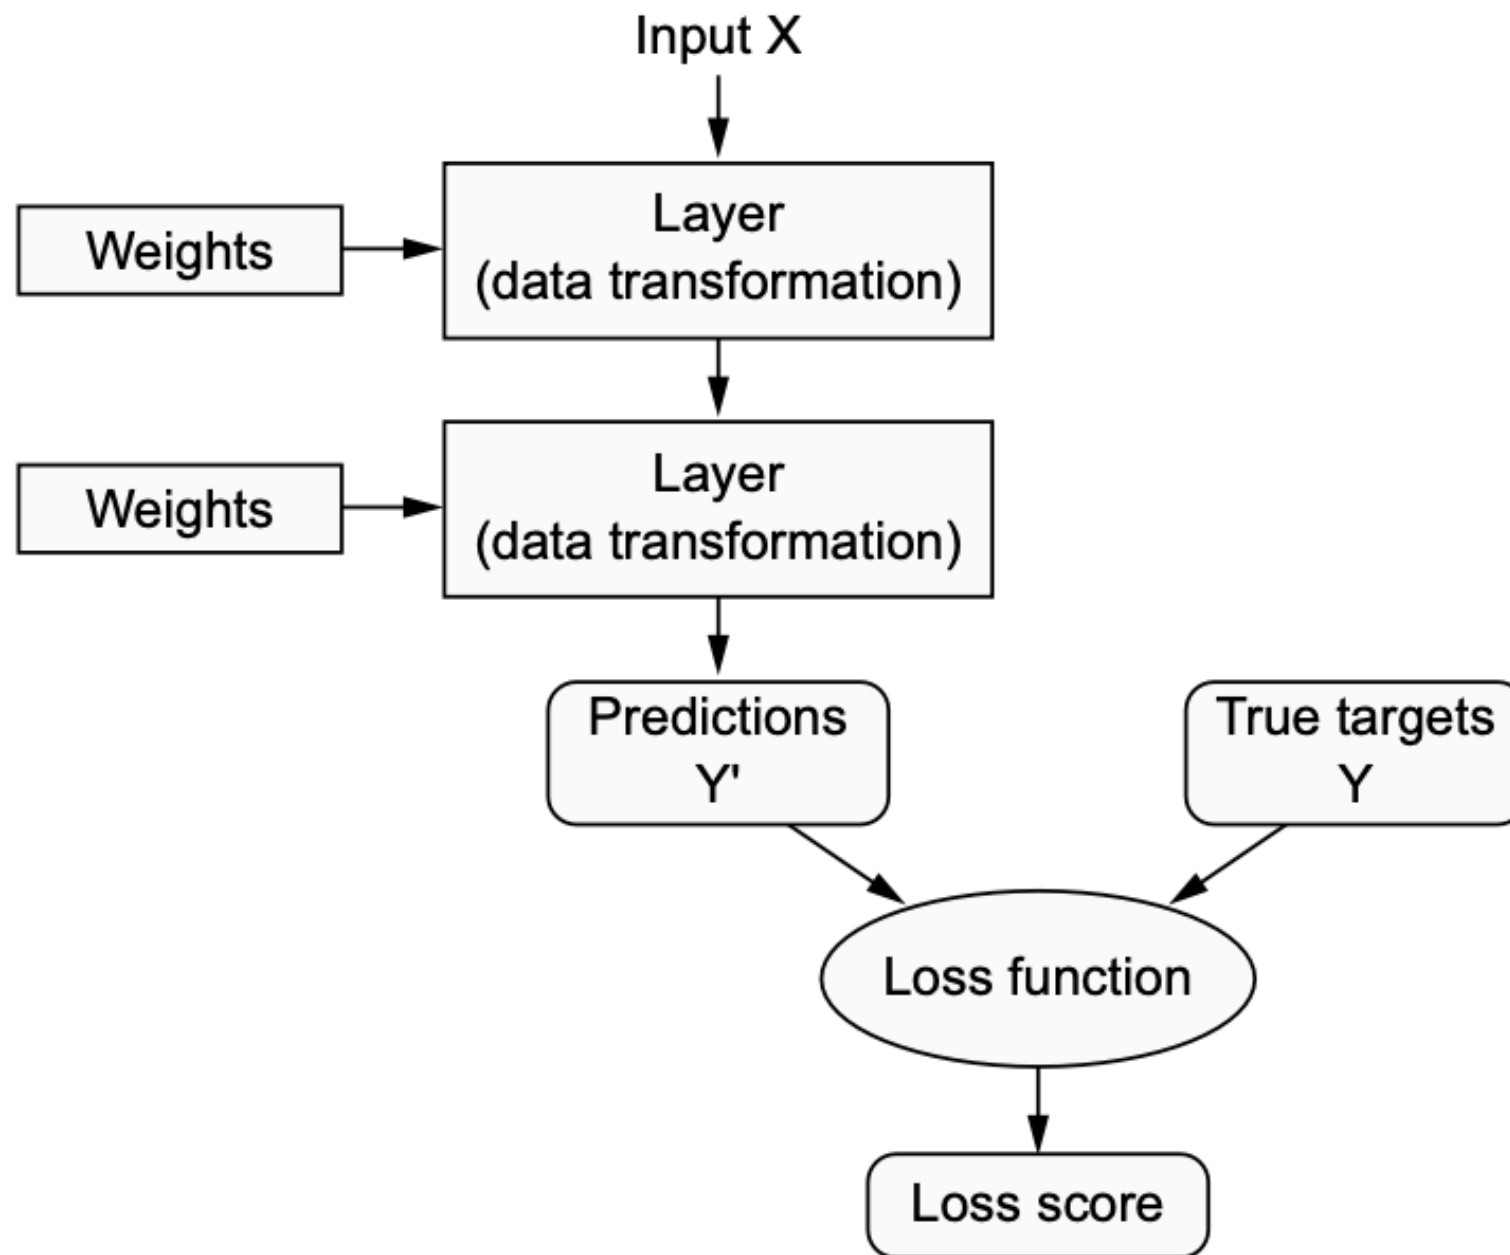 Input X
Weights
Layer
(data transformation)
Weights
Layer
(data transformation)
Predictions
Y'
True targets
Y
Loss function
Loss score